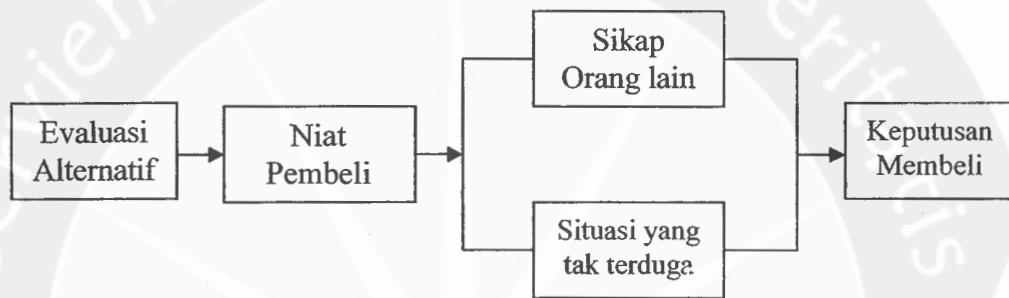 Evaluasi
Alternatif
Niat
Pembeli
Sikap
Orang lain
Situasi yang
tak terduga
Keputusan
Membeli